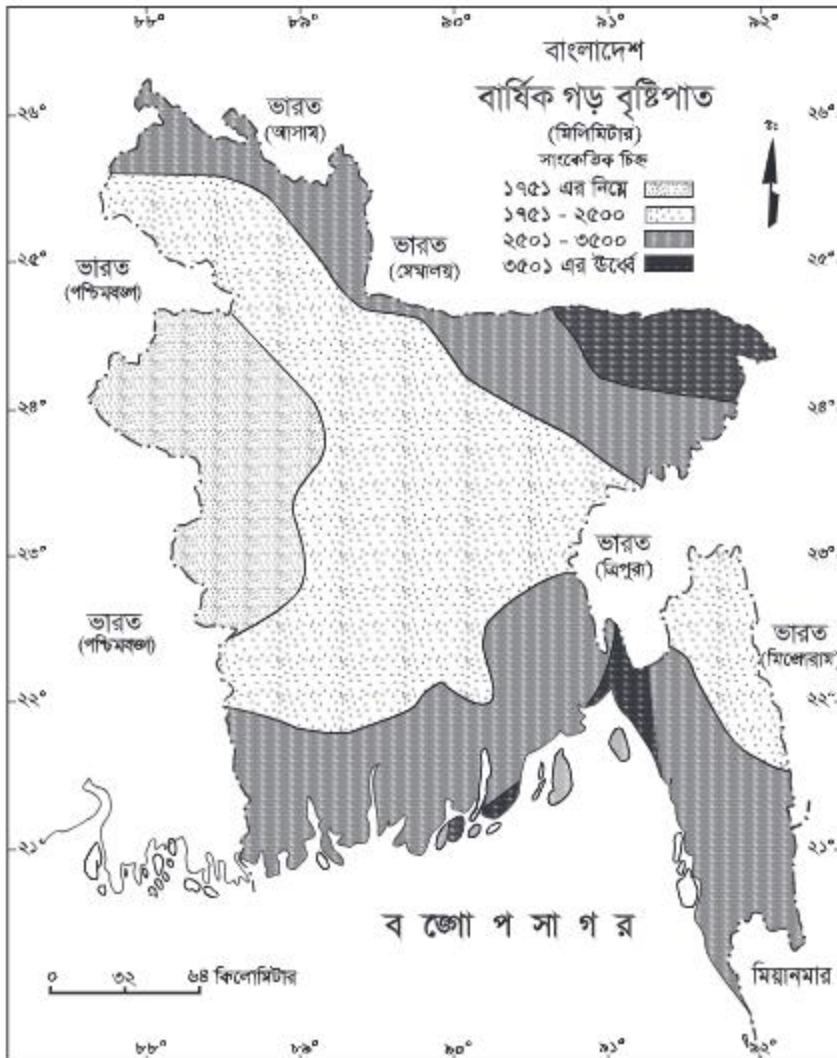 ৮৮° ৮৯° ৯০° ৯১° ৯২°
বাংলাদেশ
বার্ষিক গড় বৃষ্টিপাত
(মিলিমিটার)
সাংকেতিক চিহ্ন
১৭৫১ এর নিম্নে
১৭৫১ - ২৫০০
২৫০১ - ৩৫০০
৩৫০১ এর ঊর্ধ্বে
উঃ
ভারত
(আসাম)
২৬° ২৬°
ভারত
(মেঘালয়)
২৫° ২৫°
ভারত
(পশ্চিমবঙ্গ)
২৪° ২৪°
২৩° ২৩°
ভারত
(ত্রিপুরা)
ভারত
(পশ্চিমবঙ্গ)
ভারত
(মিজোরাম)
২২° ২২°
২১° ২১°
ব ঙ্গো প সা গ র
মিয়ানমার
০ ৩২ ৬৪ কিলোমিটার
৮৮° ৮৯° ৯০° ৯১° ৯২°